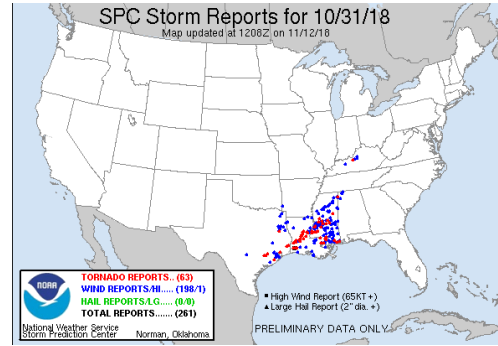 SPC Storm Reports for 10/31/18
Map updated at 1208Z on 11/12/18
TORNADO REPORTS.. (63)
WIND REPORTS/HI..... (198/1)
HAIL REPORTS/LG..... (0/0)
TOTAL REPORTS....... (261)
NOAA
National Weather Service
Storm Prediction Center Norman, Oklahoma
■ High Wind Report (65KT +)
▲ Large Hail Report (2" dia. +)
PRELIMINARY DATA ONLY